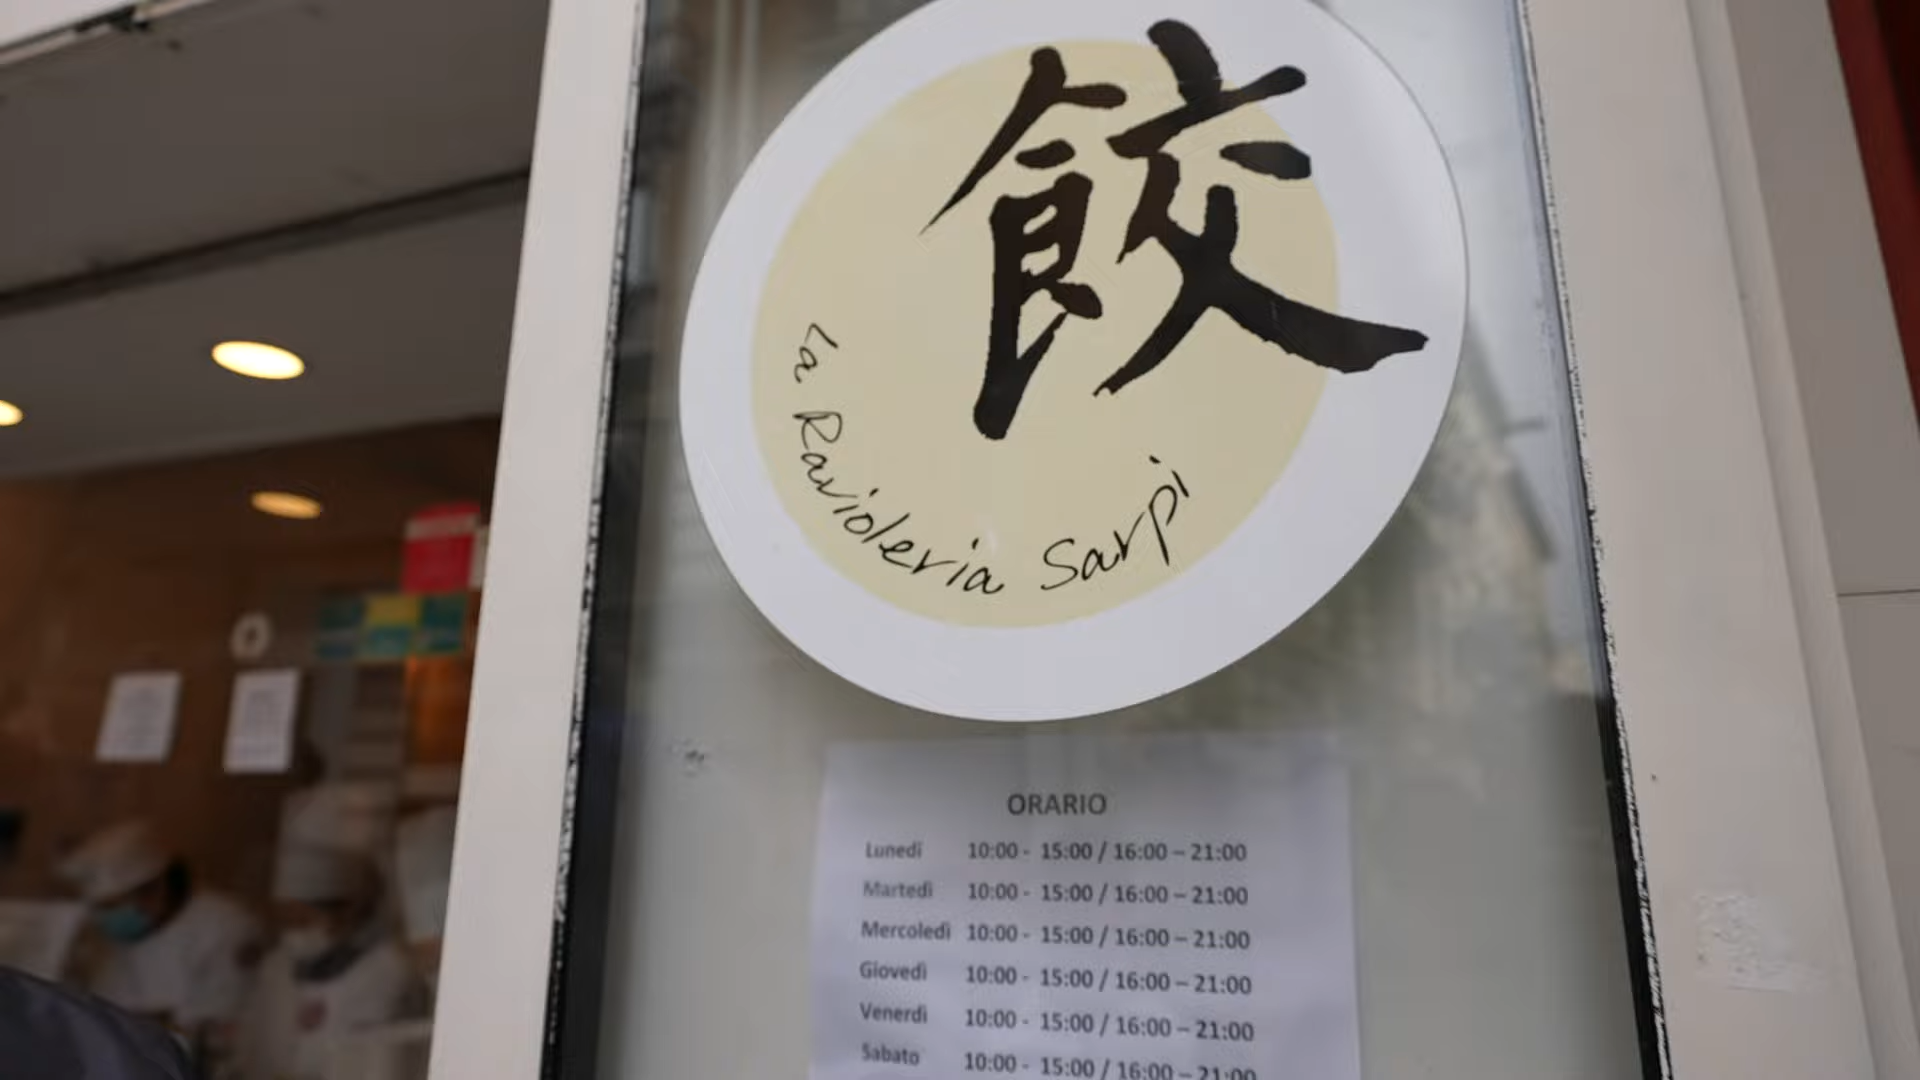 餃
La Ravioleria Sarpi
ORARIO
Lunedì 10:00 - 15:00 / 16:00 – 21:00
Martedì 10:00 - 15:00 / 16:00 – 21:00
Mercoledì 10:00 - 15:00 / 16:00 – 21:00
Giovedì 10:00 - 15:00 / 16:00 – 21:00
Venerdì 10:00 - 15:00 / 16:00 – 21:00
Sabato 10:00 - 15:00 / 16:00 – 21:00